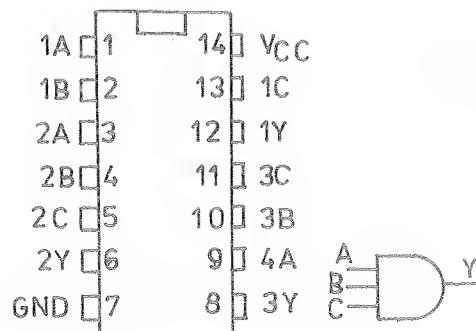 1A 1 14 VCC
1B 2 13 1C
2A 3 12 1Y
2B 4 11 3C
2C 5 10 3B
2Y 6 9 4A
GND 7 8 3Y
A
B
C
Y